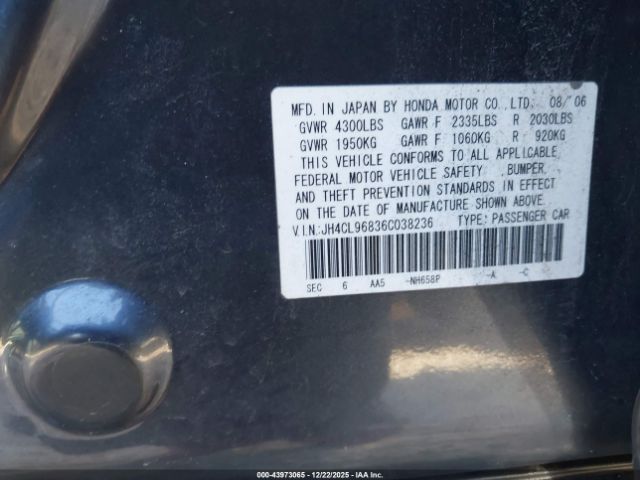 MFD. IN JAPAN BY HONDA MOTOR CO.,LTD. 08/'06
GVWR 4300LBS GAWR F 2335LBS R 2030LBS
GVWR 1950KG GAWR F 1060KG R 920KG
THIS VEHICLE CONFORMS TO ALL APPLICABLE
FEDERAL MOTOR VEHICLE SAFETY ,BUMPER,
AND THEFT PREVENTION STANDARDS IN EFFECT
ON THE DATE OF MANUFACTURE SHOWN ABOVE.
V.I.N.:JH4CL96836C038236 TYPE: PASSENGER CAR
SEC 6 AA5 -NH658P -A -C
000-43973065 - 12/22/2025 - IAA Inc.